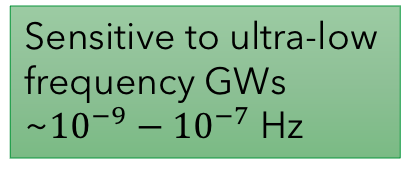 Sensitive to ultra-low
frequency GWs
~10⁻⁹ – 10⁻⁷ Hz